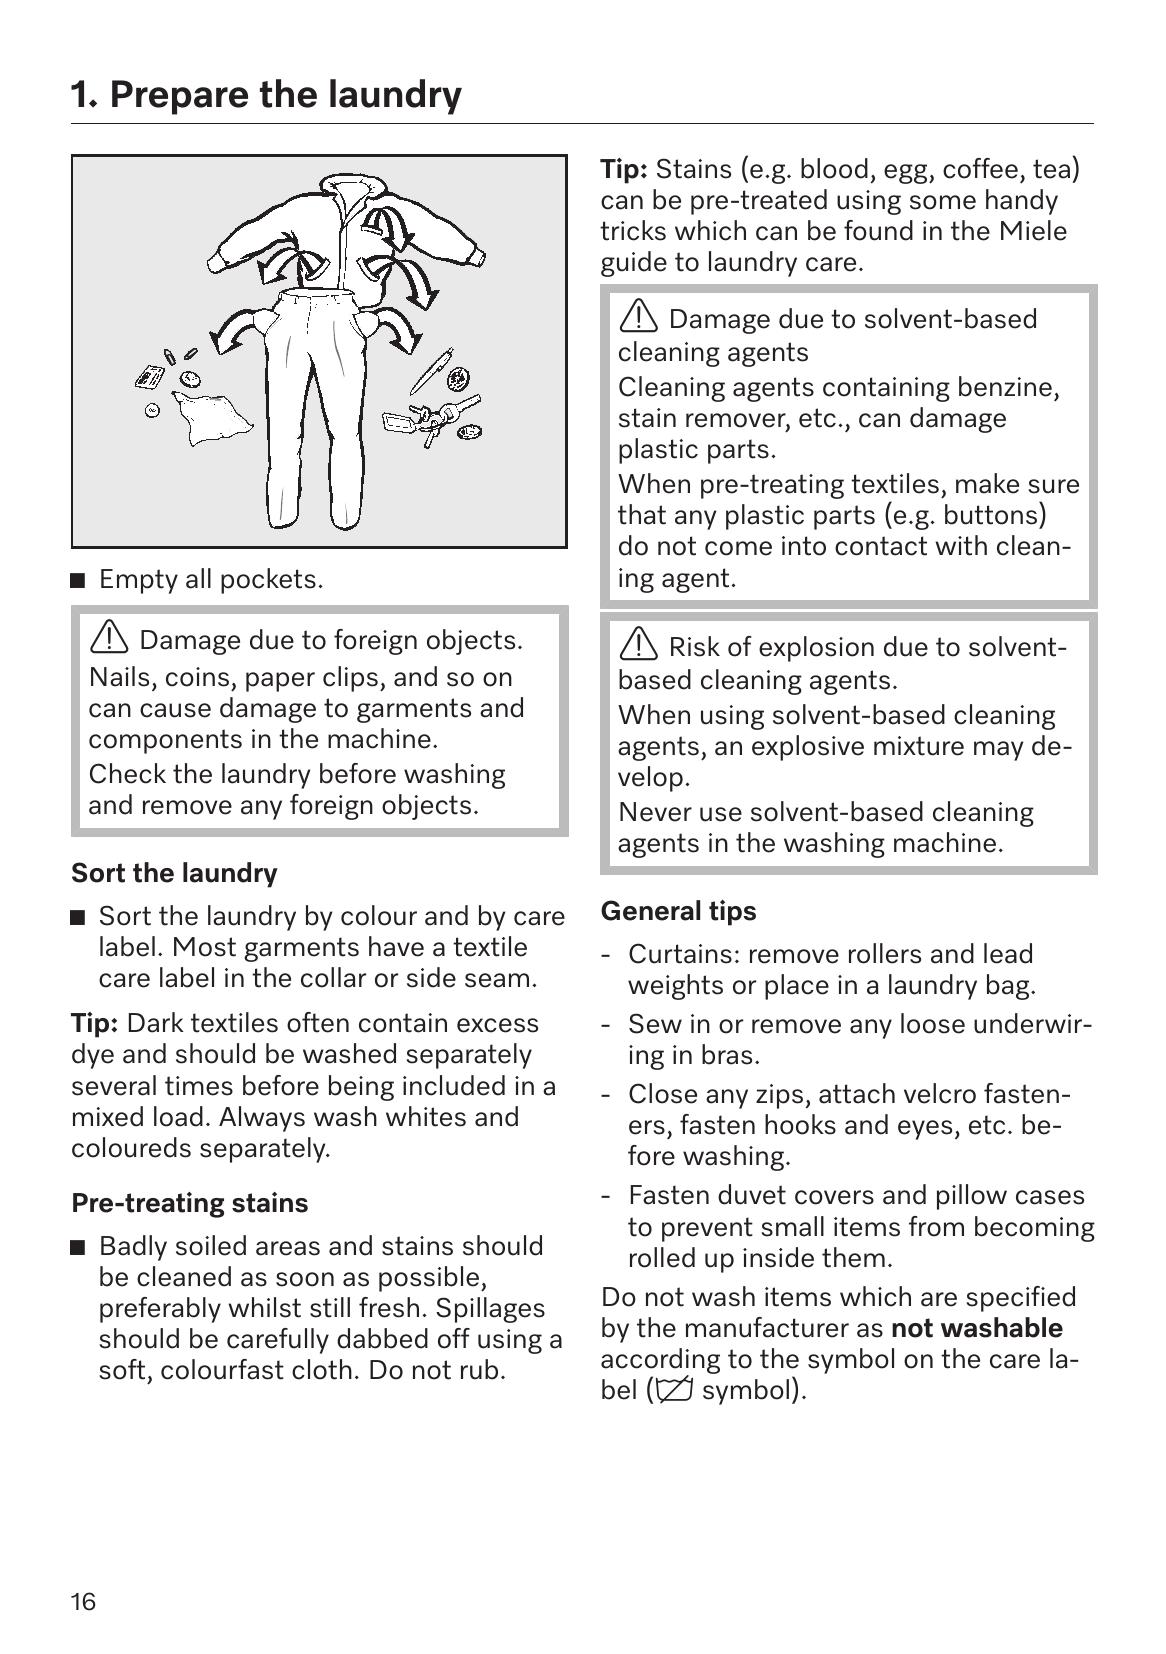 1. Prepare the laundry
■ Empty all pockets.
⚠ Damage due to foreign objects.
Nails, coins, paper clips, and so on
can cause damage to garments and
components in the machine.
Check the laundry before washing
and remove any foreign objects.
Sort the laundry
■ Sort the laundry by colour and by care
label. Most garments have a textile
care label in the collar or side seam.
Tip: Dark textiles often contain excess
dye and should be washed separately
several times before being included in a
mixed load. Always wash whites and
coloureds separately.
Pre-treating stains
■ Badly soiled areas and stains should
be cleaned as soon as possible,
preferably whilst still fresh. Spillages
should be carefully dabbed off using a
soft, colourfast cloth. Do not rub.
Tip: Stains (e.g. blood, egg, coffee, tea)
can be pre-treated using some handy
tricks which can be found in the Miele
guide to laundry care.
⚠ Damage due to solvent-based
cleaning agents
Cleaning agents containing benzine,
stain remover, etc., can damage
plastic parts.
When pre-treating textiles, make sure
that any plastic parts (e.g. buttons)
do not come into contact with clean-
ing agent.
⚠ Risk of explosion due to solvent-
based cleaning agents.
When using solvent-based cleaning
agents, an explosive mixture may de-
velop.
Never use solvent-based cleaning
agents in the washing machine.
General tips
- Curtains: remove rollers and lead
weights or place in a laundry bag.
- Sew in or remove any loose underwir-
ing in bras.
- Close any zips, attach velcro fasten-
ers, fasten hooks and eyes, etc. be-
fore washing.
- Fasten duvet covers and pillow cases
to prevent small items from becoming
rolled up inside them.
Do not wash items which are specified
by the manufacturer as not washable
according to the symbol on the care la-
bel ( symbol).
16